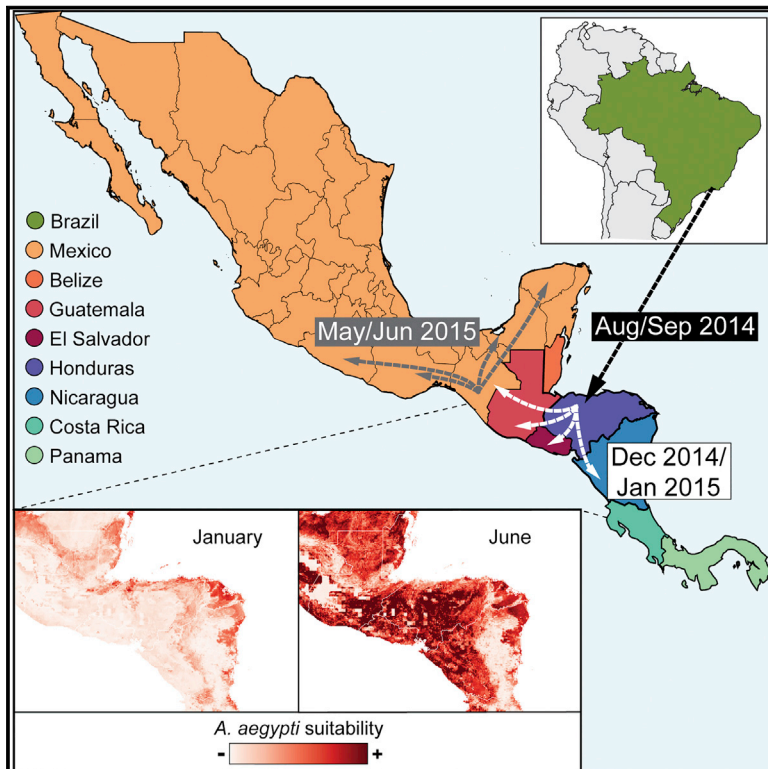 Brazil
Mexico
Belize
Guatemala
El Salvador
Honduras
Nicaragua
Costa Rica
Panama
May/Jun 2015
Aug/Sep 2014
Dec 2014/
Jan 2015
January
June
A. aegypti suitability
- +